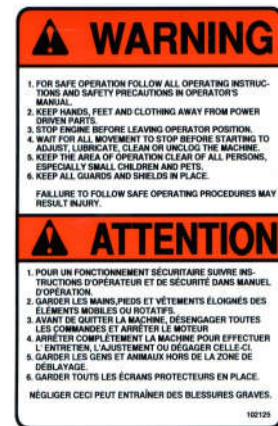 WARNING
1. FOR SAFE OPERATION FOLLOW ALL OPERATING INSTRUC-
TIONS AND SAFETY PRECAUTIONS IN OPERATOR'S
MANUAL.
2. KEEP HANDS, FEET AND CLOTHING AWAY FROM POWER
DRIVEN PARTS.
3. STOP ENGINE BEFORE LEAVING OPERATOR POSITION.
4. WAIT FOR ALL MOVEMENT TO STOP BEFORE STARTING TO
ADJUST, LUBRICATE, CLEAN OR UNCLOG THE MACHINE.
5. KEEP THE AREA OF OPERATION CLEAR OF ALL PERSONS,
ESPECIALLY SMALL CHILDREN AND PETS.
6. KEEP ALL GUARDS AND SHIELDS IN PLACE.
FAILLURE TO FOLLOW SAFE OPERATING PROCEDURES MAY
RESULT INJURY.
ATTENTION
1. POUR UN FONCTIONNEMENT SÉCURITAIRE SUIVRE INS-
TRUCTIONS D'OPÉRATEUR ET DE SÉCURITÉ DANS MANUEL
D'OPÉRATION.
2. GARDER LES MAINS,PIEDS ET VÊTEMENTS ÉLOIGNÉS DES
ÉLÉMENTS MOBILES OU ROTATIFS.
3. AVANT DE QUITTER LA MACHINE, DÉSENGAGER TOUTES
LES COMMANDES ET ARRÊTER LE MOTEUR
4. ARRÊTER COMPLÈTEMENT LA MACHINE POUR EFFECTUER
L' ENTRETIEN, L'AJUSTEMENT OU DÉGAGER CELLE-CI.
5. GARDER LES GENS ET ANIMAUX HORS DE LA ZONE DE
DÉBLAYAGE.
6. GARDER TOUTS LES ÉCRANS PROTECTEURS EN PLACE.
NÉGLIGER CECI PEUT ENTRAÎNER DES BLESSURES GRAVES.
102125